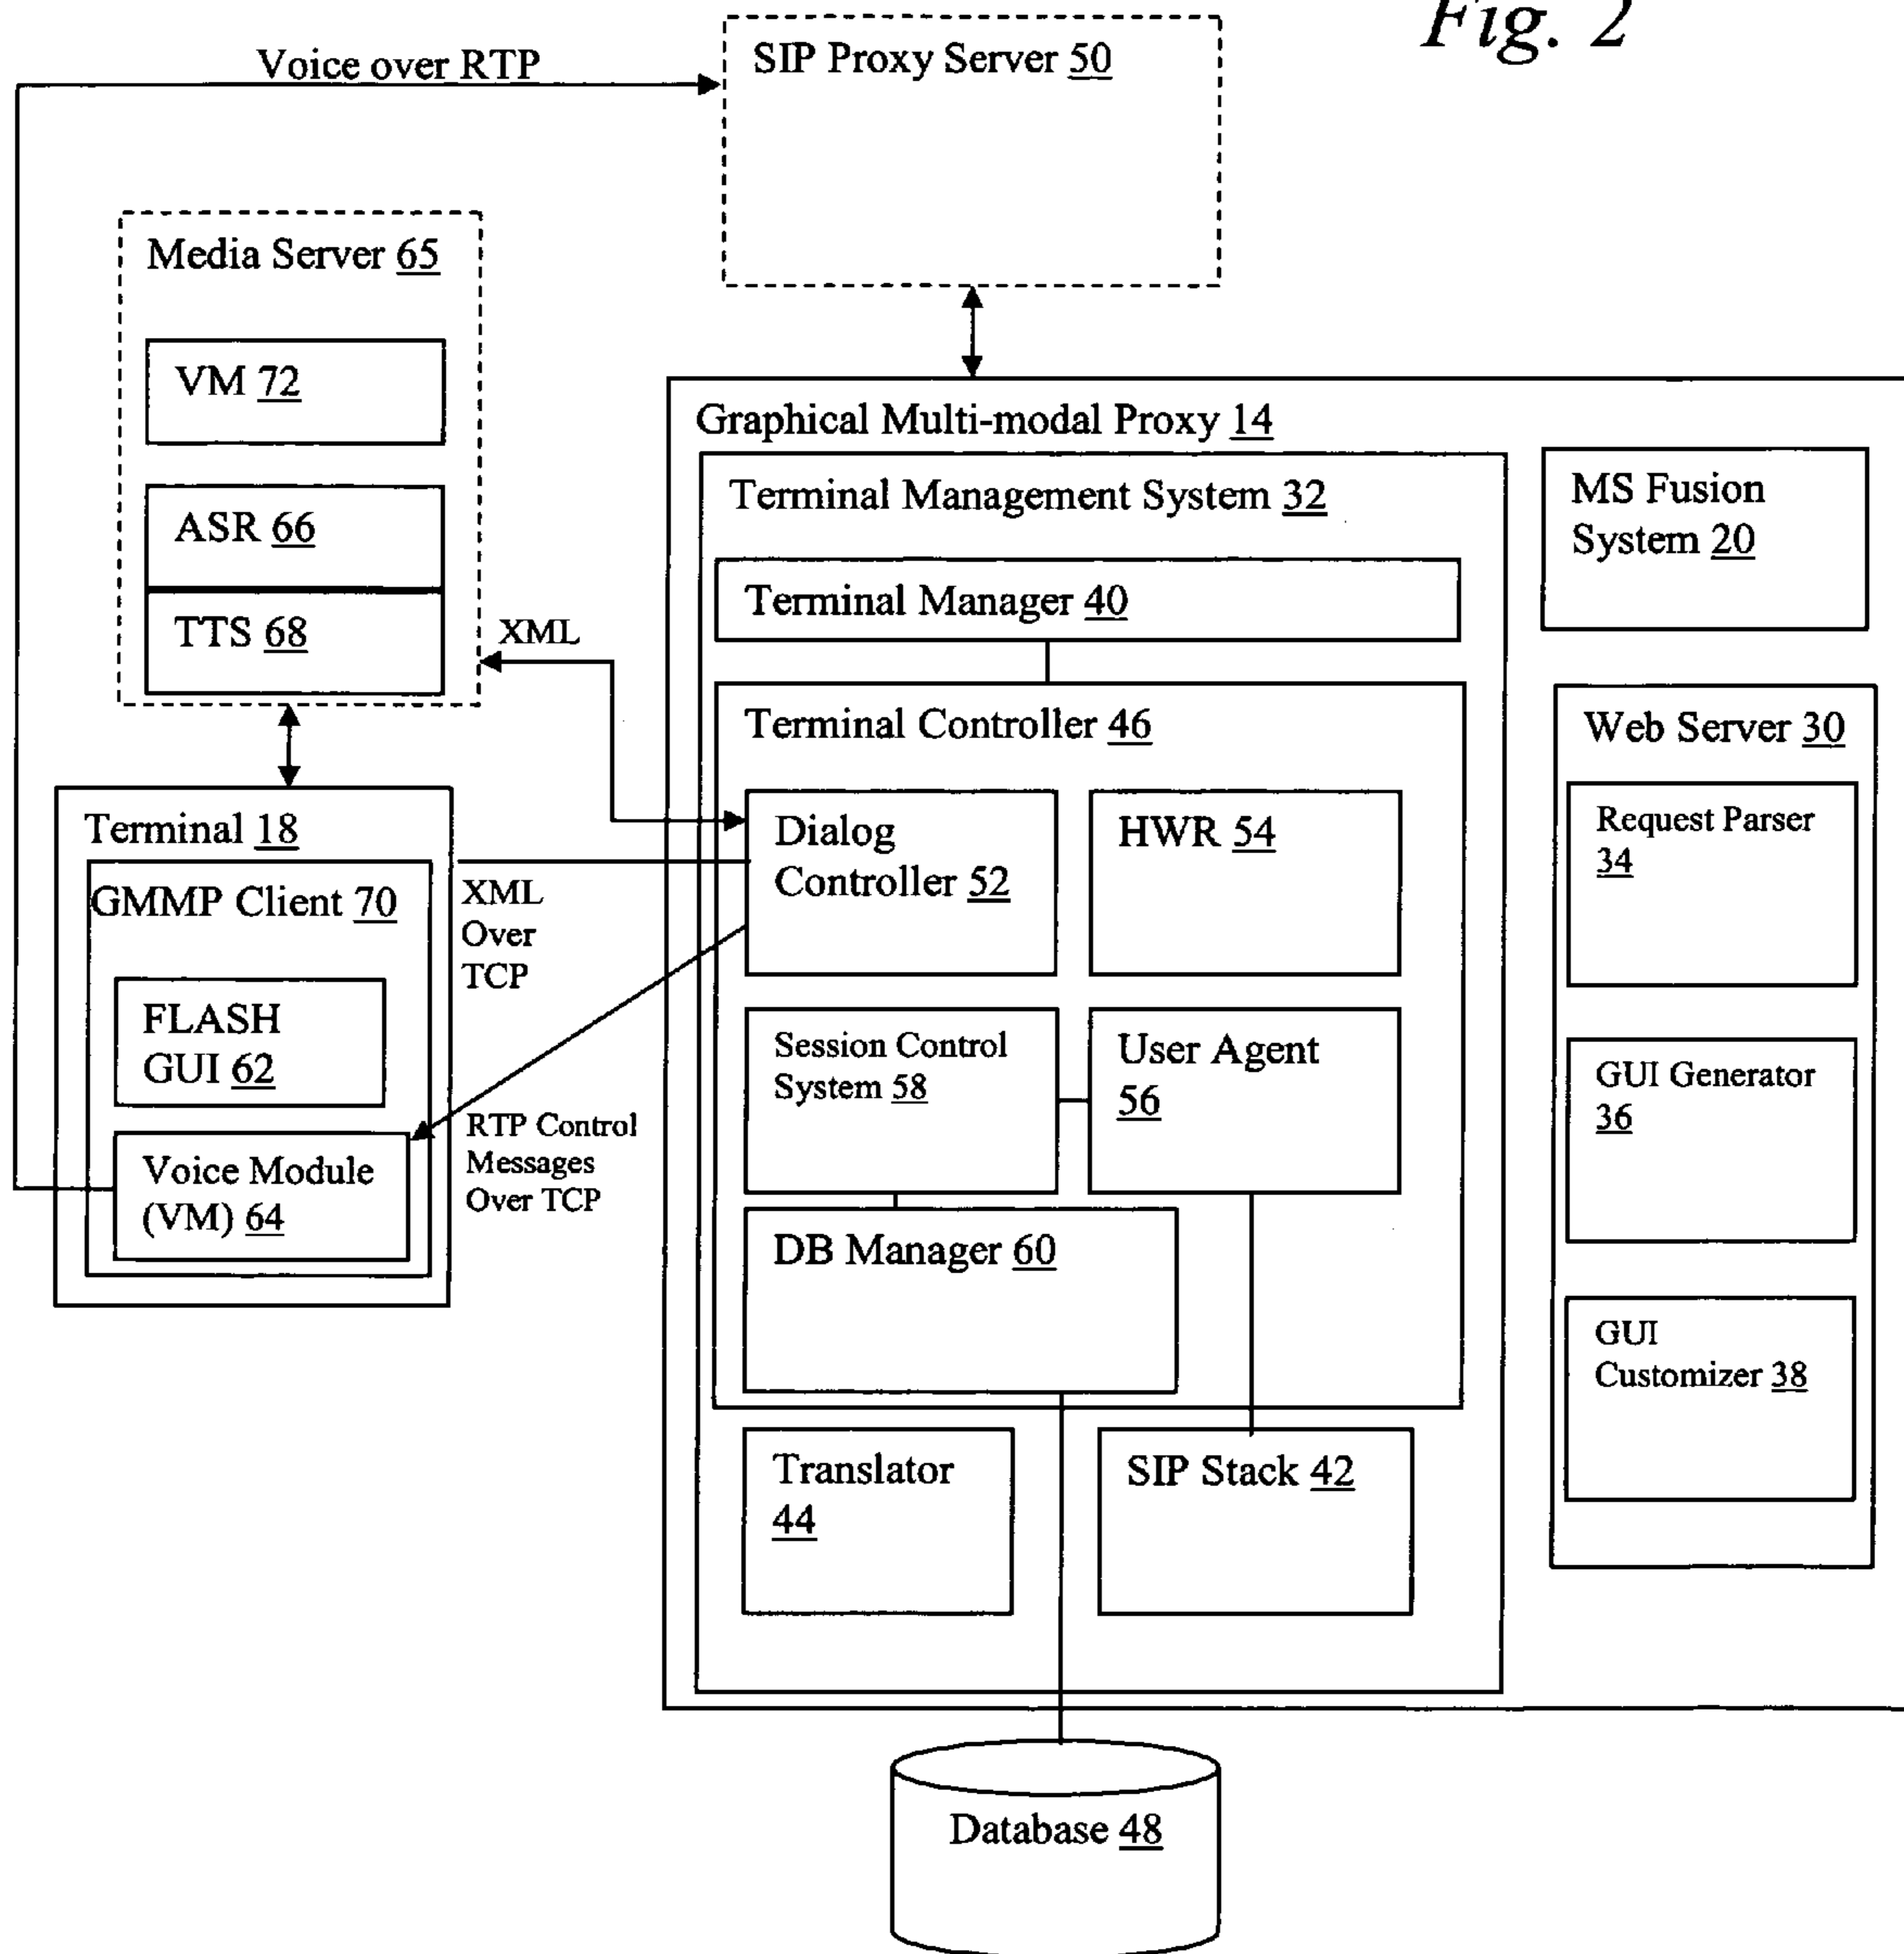 Fig. 2
Voice over RTP
SIP Proxy Server 50
Media Server 65
VM 72
ASR 66
TTS 68
XML
Graphical Multi-modal Proxy 14
Terminal Management System 32
Terminal Manager 40
MS Fusion
System 20
Terminal Controller 46
Dialog
Controller 52
HWR 54
Session Control
System 58
User Agent
56
DB Manager 60
Translator
44
SIP Stack 42
Web Server 30
Request Parser
34
GUI Generator
36
GUI
Customizer 38
Terminal 18
GMMP Client 70
FLASH
GUI 62
Voice Module
(VM) 64
XML
Over
TCP
RTP Control
Messages
Over TCP
Database 48